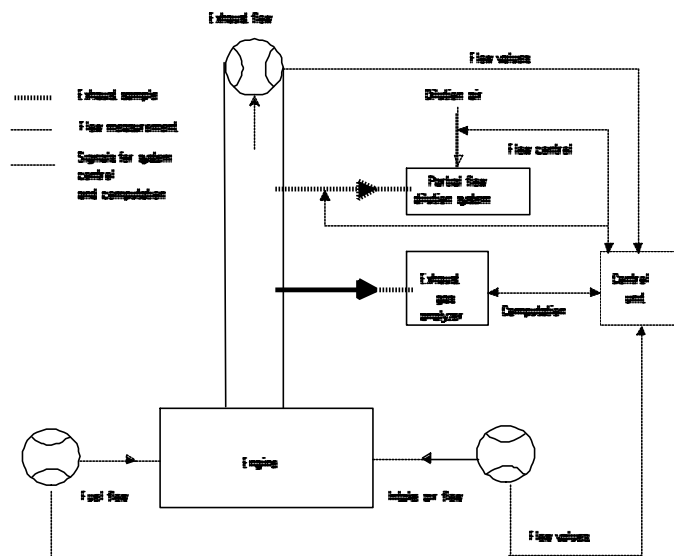 Exhaust flow
Flow values
Exhaust sample
Dilution air
Flow measurement
Flow control
Signals for system
control
and computation
Partial flow
dilution system
Exhaust
gas
analyzer
Control
unit
Computation
Engine
Fuel flow
Intake air flow
Flow values